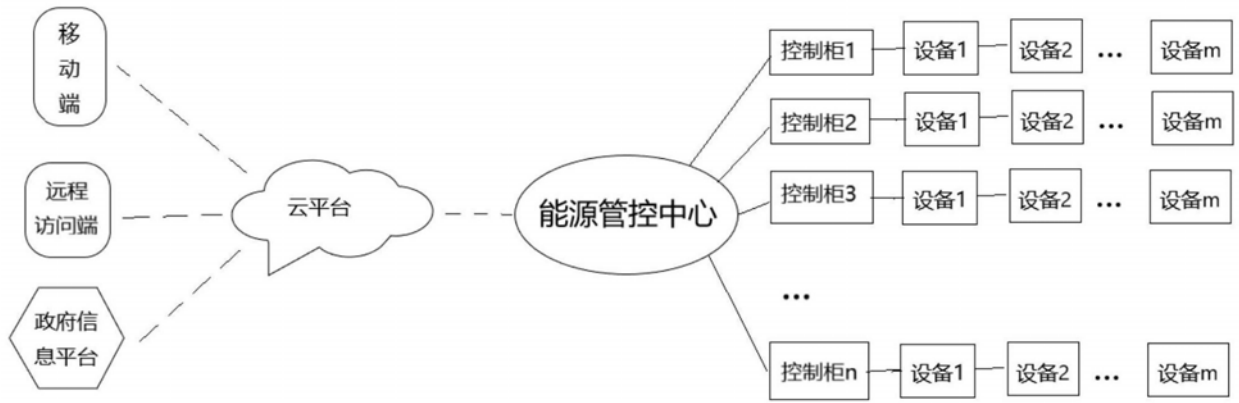 移
动
端
远程
访问端
政府信
息平台
云平台
能源管控中心
控制柜1 设备1 设备2 ... 设备m
控制柜2 设备1 设备2 ... 设备m
控制柜3 设备1 设备2 ... 设备m
...
控制柜n 设备1 设备2 ... 设备m